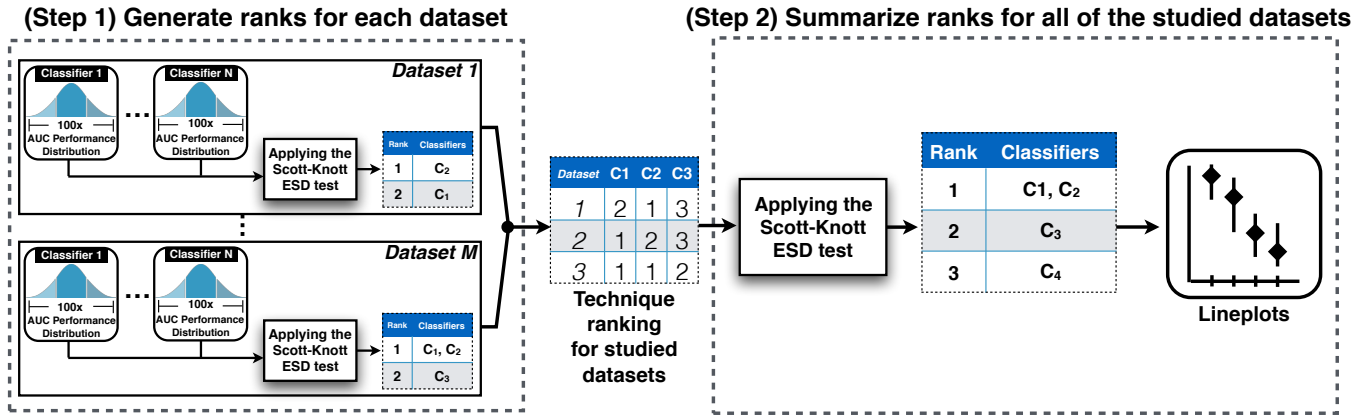 (Step 1) Generate ranks for each dataset
(Step 2) Summarize ranks for all of the studied datasets
Dataset 1
Classifier 1
100x
AUC Performance
Distribution
...
Classifier N
100x
AUC Performance
Distribution
Applying the
Scott-Knott
ESD test
Rank Classifiers
1 C2
2 C1
Dataset M
Classifier 1
100x
AUC Performance
Distribution
...
Classifier N
100x
AUC Performance
Distribution
Applying the
Scott-Knott
ESD test
Rank Classifiers
1 C1, C2
2 C3
Dataset C1 C2 C3
1 2 1 3
2 1 2 3
3 1 1 2
Technique
ranking
for studied
datasets
Applying the
Scott-Knott
ESD test
Rank Classifiers
1 C1, C2
2 C3
3 C4
Lineplots